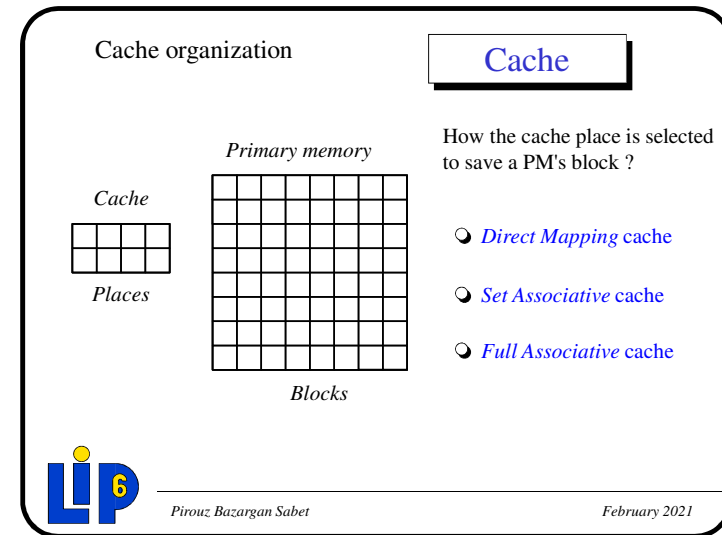 Cache organization
Cache
How the cache place is selected
to save a PM's block ?
Primary memory
Cache
Places
Blocks
Direct Mapping cache
Set Associative cache
Full Associative cache
LIP6
Pirouz Bazargan Sabet
February 2021